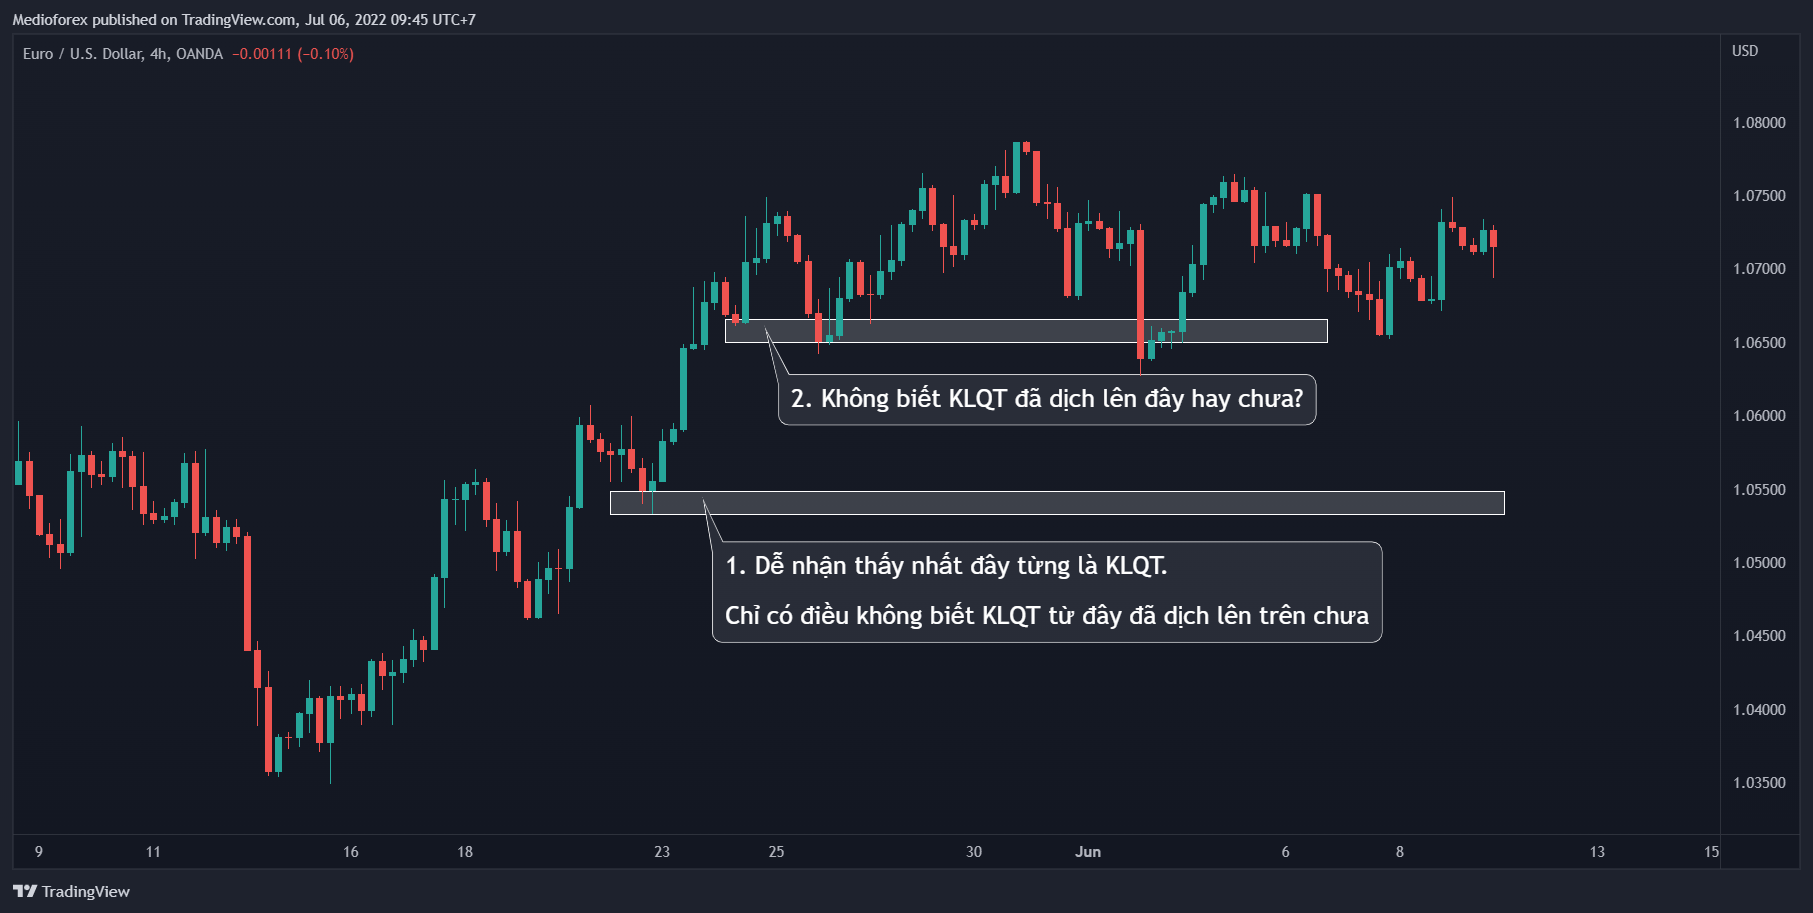 Medioforex published on TradingView.com, Jul 06, 2022 09:45 UTC+7
Euro / U.S. Dollar, 4h, OANDA −0.00111 (−0.10%)
USD
1.08000
1.07500
1.07000
1.06500
1.06000
1.05500
1.05000
1.04500
1.04000
1.03500
2. Không biết KLQT đã dịch lên đây hay chưa?
1. Dễ nhận thấy nhất đây từng là KLQT.
Chỉ có điều không biết KLQT từ đây đã dịch lên trên chưa
9 11 16 18 23 25 30 Jun 6 8 13 15
TradingView